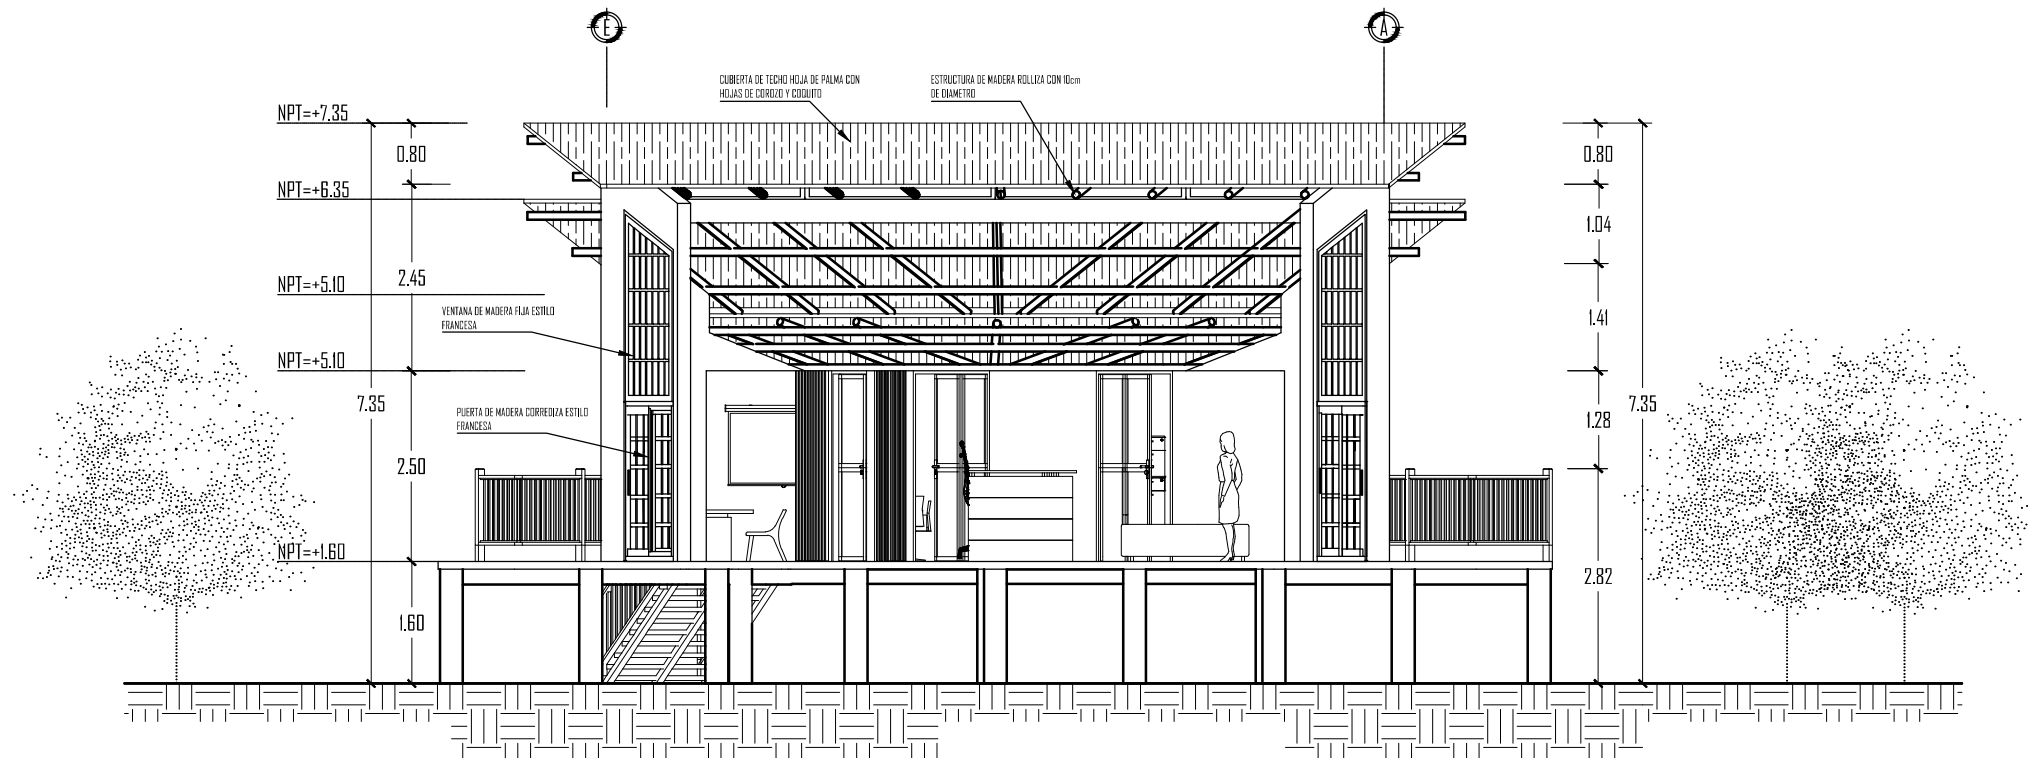 E
A
CUBIERTA DE TECHO HOJA DE PALMA CON
HOJAS DE COROZO Y COQUITO
ESTRUCTURA DE MADERA ROLLIZA CON 10cm
DE DIAMETRO
NPT=+7.35
0.80
NPT=+6.35
2.45
NPT=+5.10
VENTANA DE MADERA FIJA ESTILO
FRANCESA
NPT=+5.10
7.35
PUERTA DE MADERA CORREDIZA ESTILO
FRANCESA
2.50
NPT=+1.60
1.60
0.80
1.04
1.41
1.28
7.35
2.82